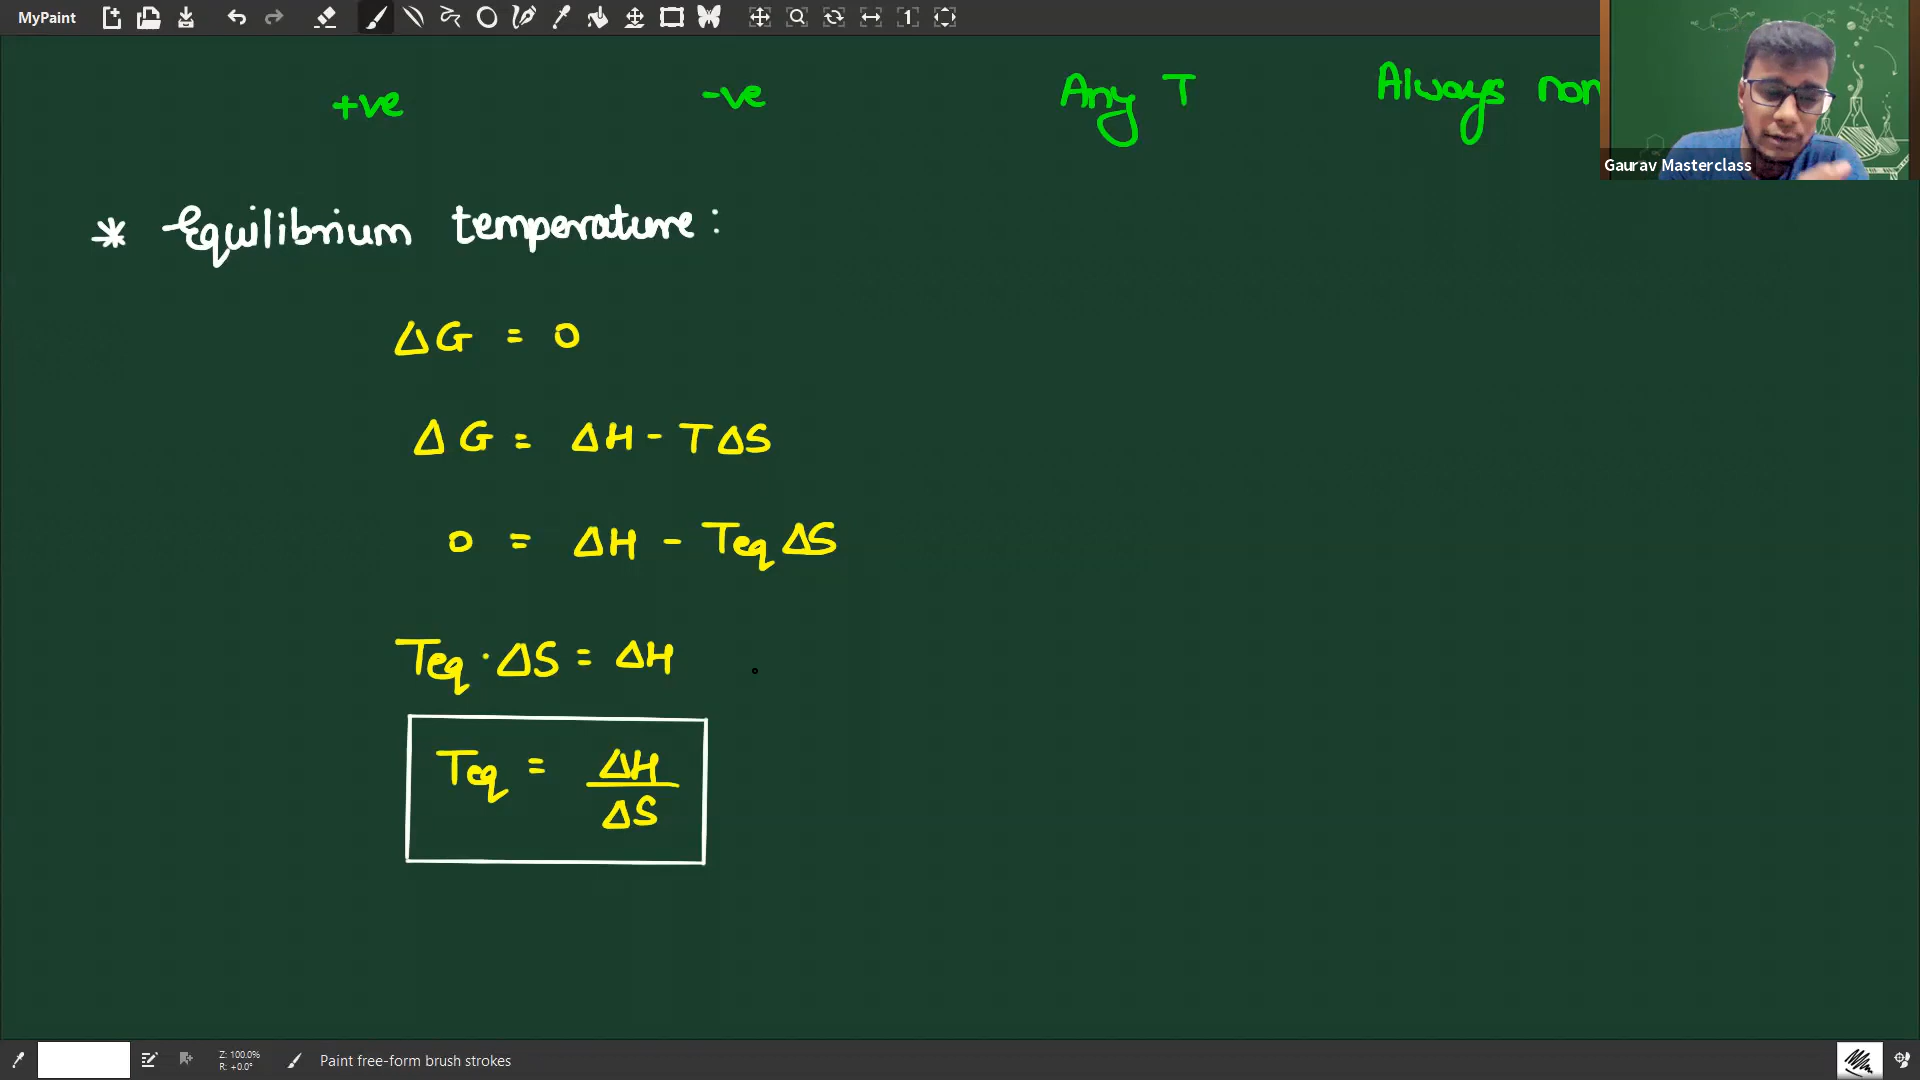 MyPaint
+ve -ve Any T Always non
Gaurav Masterclass
* Equilibrium temperature :
ΔG = 0
ΔG = ΔH - TΔS
0 = ΔH - Teq ΔS
Teq · ΔS = ΔH
Teq = ΔH/ΔS
Z: 100.0%
R: +0.0°
Paint free-form brush strokes